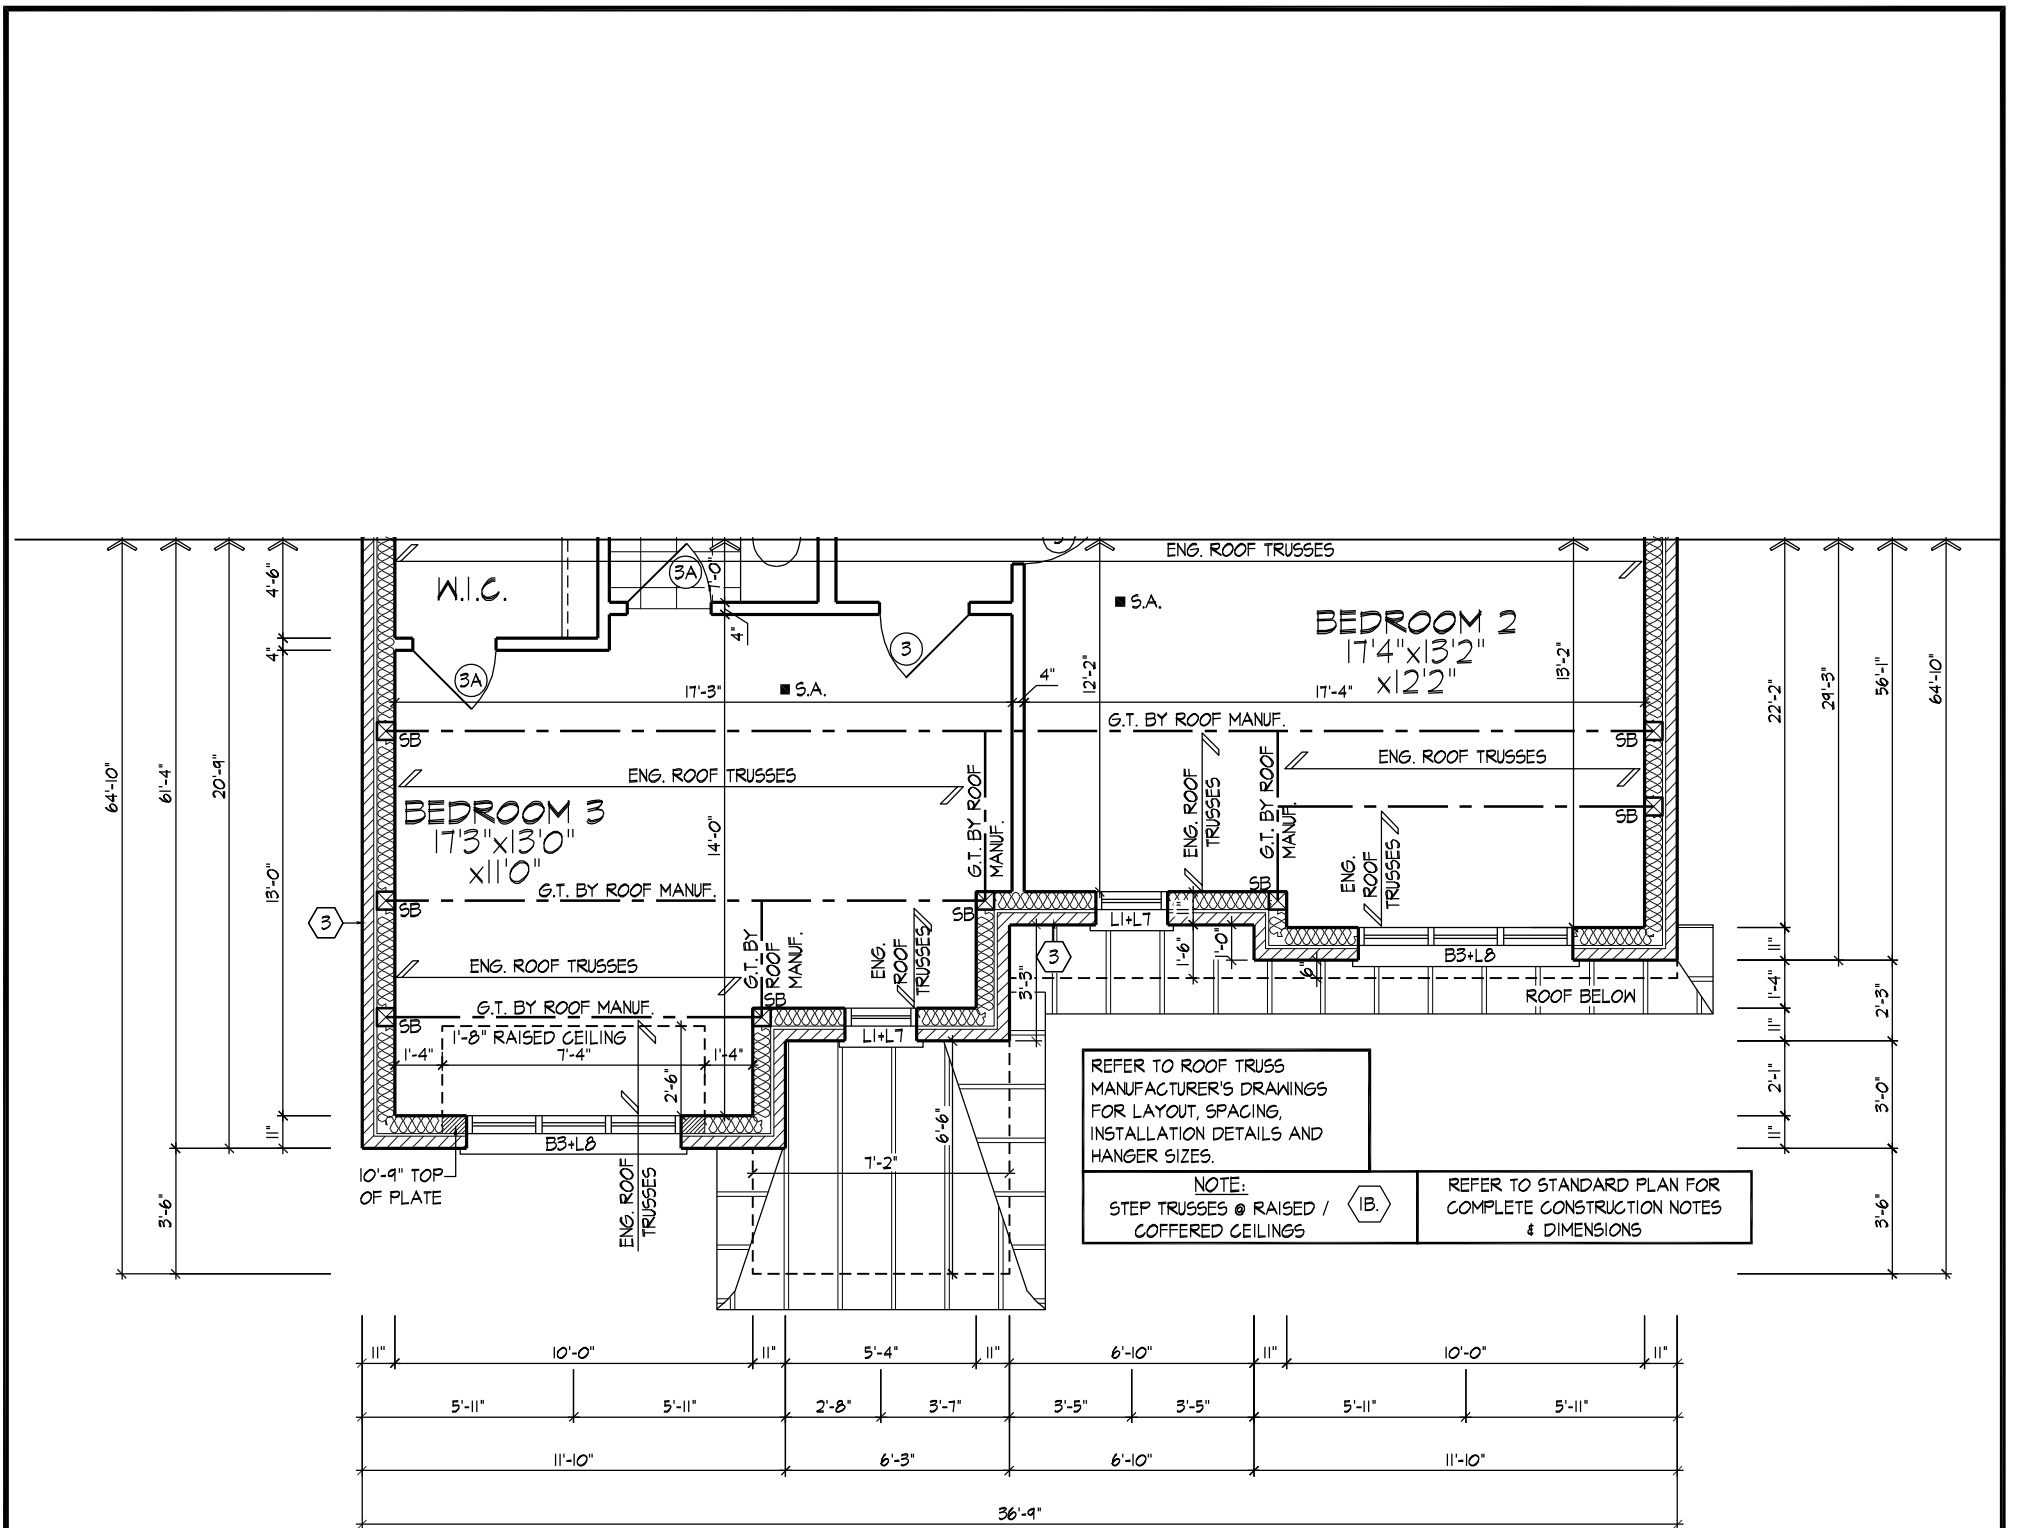 ENG. ROOF TRUSSES
W.I.C.
3A
7'-0"
4"
3A
3
S.A.
S.A.
BEDROOM 2
17'4"x13'2"
x12'2"
12'-2"
13'-2"
17'-3"
4"
17'-4"
G.T. BY ROOF MANUF.
SB
SB
ENG. ROOF TRUSSES
ENG. ROOF TRUSSES
SB
BEDROOM 3
17'3"x13'0"
x11'0"
14'-0"
G.T. BY ROOF
MANUF.
ENG. ROOF
TRUSSES
G.T. BY ROOF
MANUF.
ENG.
ROOF
TRUSSES
G.T. BY ROOF MANUF.
SB
SB
SB
3
L1+L7
11"
1'-6"
1'-0"
6"
3
3'-3"
B3+L8
ROOF BELOW
ENG. ROOF TRUSSES
G.T. BY
ROOF
MANUF.
ENG.
ROOF
TRUSSES
G.T. BY ROOF MANUF.
SB
SB
L1+L7
1'-8" RAISED CEILING
1'-4"
7'-4"
1'-4"
2'-6"
B3+L8
10'-9" TOP
OF PLATE
ENG. ROOF
TRUSSES
6'-6"
7'-2"
64'-10"
61'-4"
3'-6"
20'-9"
4'-6"
4"
13'-0"
11"
22'-2"
11"
1'-4"
11"
2'-1"
11"
29'-3"
56'-1"
2'-3"
3'-0"
3'-6"
64'-10"
REFER TO ROOF TRUSS
MANUFACTURER'S DRAWINGS
FOR LAYOUT, SPACING,
INSTALLATION DETAILS AND
HANGER SIZES.
NOTE:
STEP TRUSSES @ RAISED /
COFFERED CEILINGS
1B.
REFER TO STANDARD PLAN FOR
COMPLETE CONSTRUCTION NOTES
& DIMENSIONS
11" 10'-0" 11" 5'-4" 11" 6'-10" 11" 10'-0" 11"
5'-11" 5'-11" 2'-8" 3'-7" 3'-5" 3'-5" 5'-11" 5'-11"
11'-10" 6'-3" 6'-10" 11'-10"
36'-9"